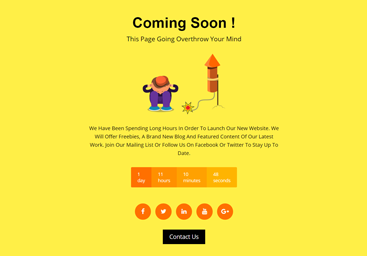 Coming Soon !
This Page Going Overthrow Your Mind
We Have Been Spending Long Hours In Order To Launch Our New Website. We
Will Offer Freebies, A Brand New Blog And Featured Content Of Our Latest
Work. Join Our Mailing List Or Follow Us On Facebook Or Twitter To Stay Up To
Date.
1 11
day hours minutes seconds
Contact Us